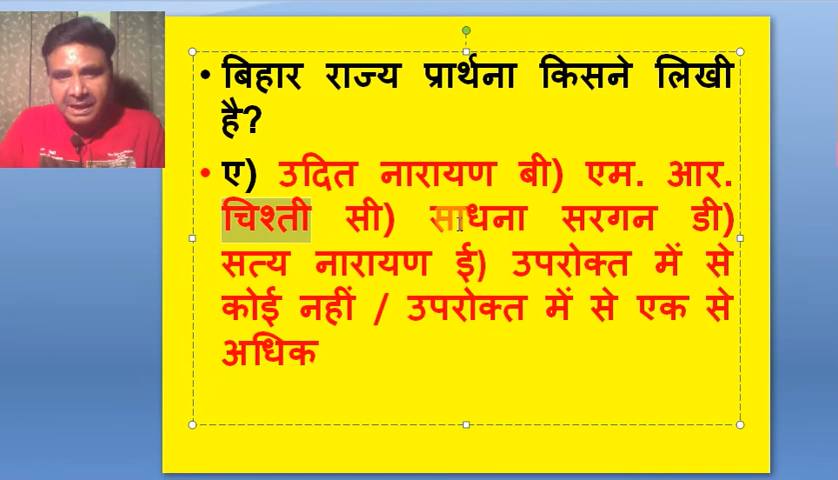 • बिहार राज्य प्रार्थना किसने लिखी
है?
• ए) उदित नारायण बी) एम. आर.
चिश्ती सी) साधना सरगन डी)
सत्य नारायण ई) उपरोक्त में से
कोई नहीं / उपरोक्त में से एक से
अधिक